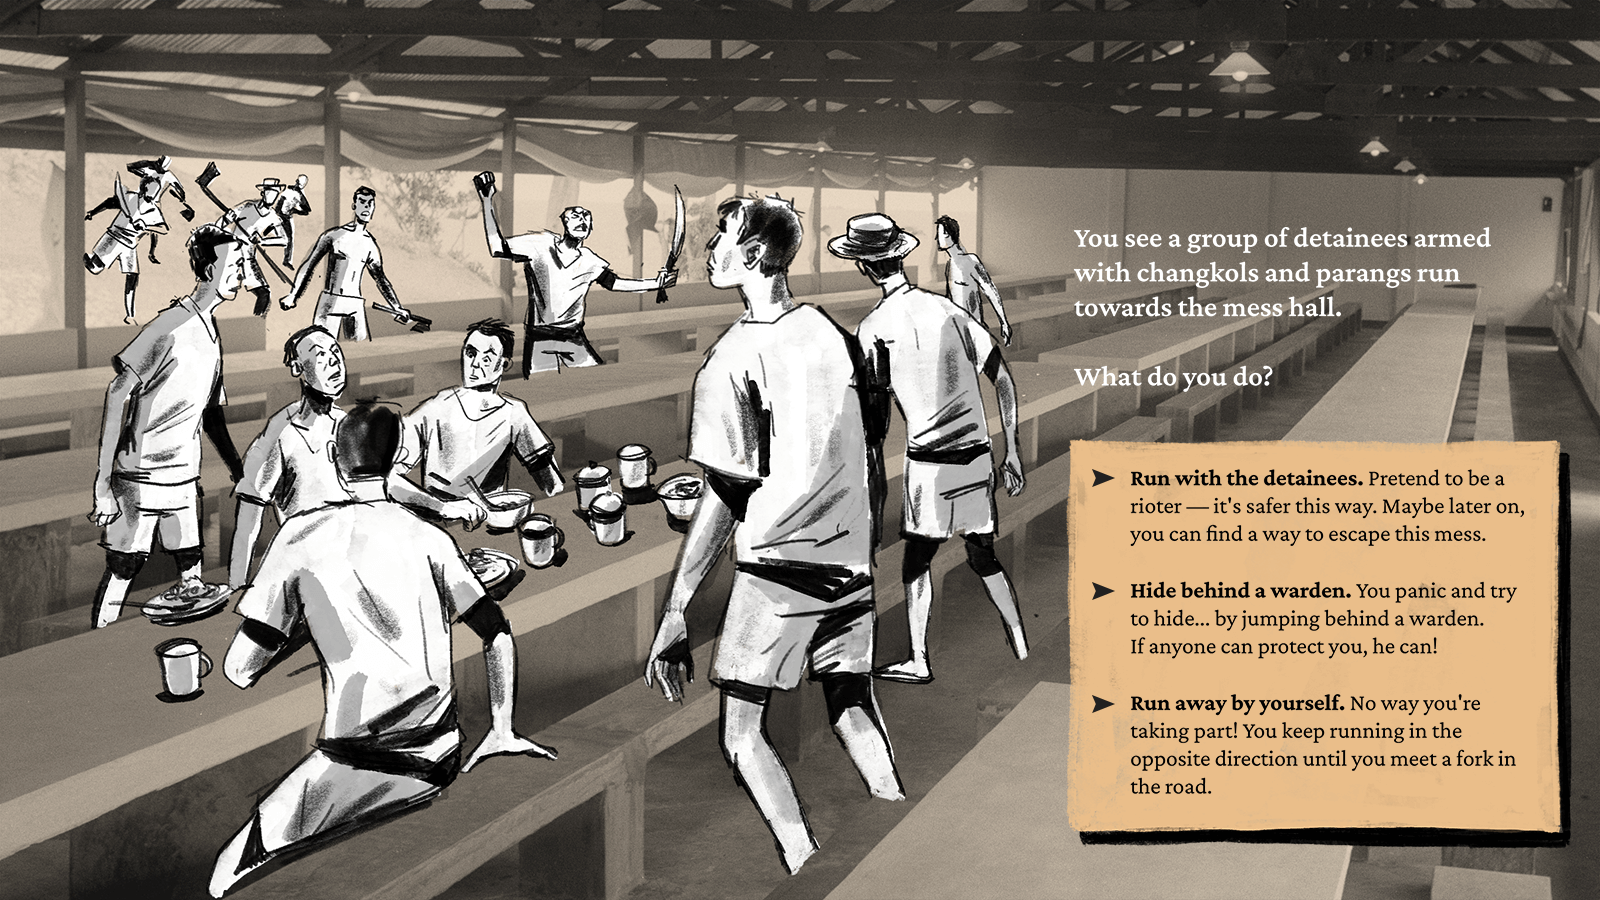 You see a group of detainees armed
with changkols and parangs run
towards the mess hall.
What do you do?
Run with the detainees. Pretend to be a
rioter — it's safer this way. Maybe later on,
you can find a way to escape this mess.
Hide behind a warden. You panic and try
to hide... by jumping behind a warden.
If anyone can protect you, he can!
Run away by yourself. No way you're
taking part! You keep running in the
opposite direction until you meet a fork in
the road.